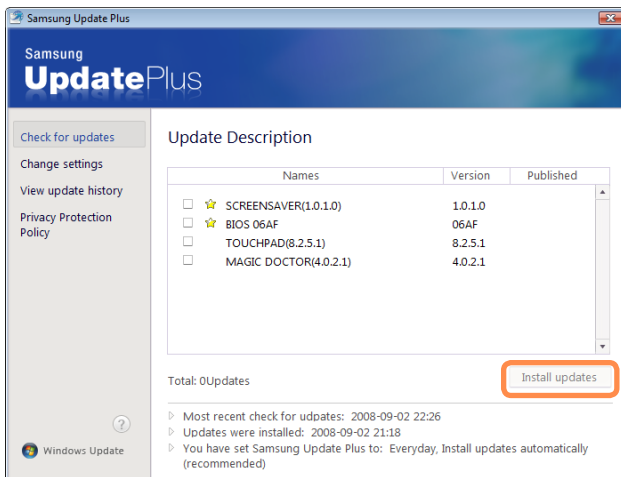 Samsung Update Plus
Samsung
UpdatePlus
Check for updates
Change settings
View update history
Privacy Protection
Policy
Windows Update
Update Description
Names Version Published
SCREENSAVER(1.0.1.0) 1.0.1.0
BIOS 06AF 06AF
TOUCHPAD(8.2.5.1) 8.2.5.1
MAGIC DOCTOR(4.0.2.1) 4.0.2.1
Total: 0Updates
Install updates
Most recent check for udpates: 2008-09-02 22:26
Updates were installed: 2008-09-02 21:18
You have set Samsung Update Plus to: Everyday, Install updates automatically
(recommended)